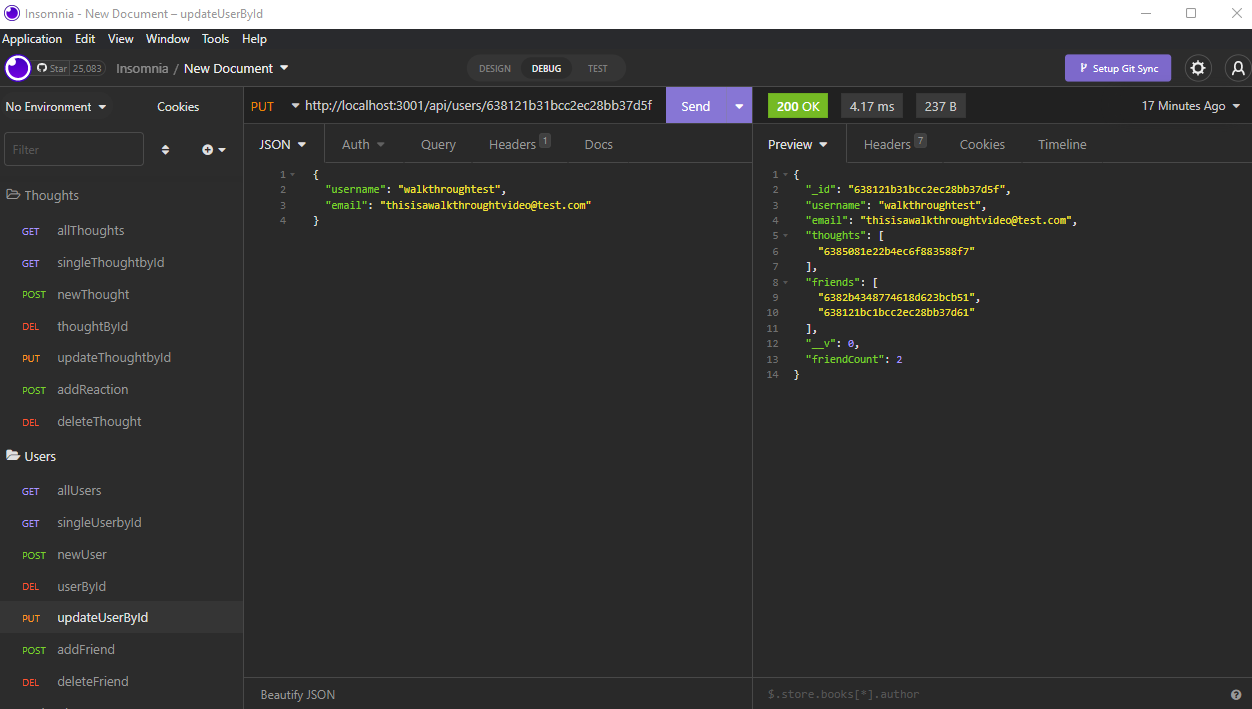 Insomnia - New Document – updateUserById
Application Edit View Window Tools Help
Star 25,083 Insomnia / New Document DESIGN DEBUG TEST Setup Git Sync
No Environment Cookies
Filter
Thoughts
GET allThoughts
GET singleThoughtbyId
POST newThought
DEL thoughtById
PUT updateThoughtbyId
POST addReaction
DEL deleteThought
Users
GET allUsers
GET singleUserbyId
POST newUser
DEL userById
PUT updateUserById
POST addFriend
DEL deleteFriend
PUT http://localhost:3001/api/users/638121b31bcc2ec28bb37d5f Send
JSON Auth Query Headers 1 Docs
1 {
2 "username": "walkthroughtest",
3 "email": "thisisawalkthroughtvideo@test.com"
4 }
Beautify JSON
200 OK 4.17 ms 237 B 17 Minutes Ago
Preview Headers 7 Cookies Timeline
1 {
2 "_id": "638121b31bcc2ec28bb37d5f",
3 "username": "walkthroughtest",
4 "email": "thisisawalkthroughtvideo@test.com",
5 "thoughts": [
6 "6385081e22b4ec6f883588f7"
7 ],
8 "friends": [
9 "6382b4348774618d623bcb51",
10 "638121bc1bcc2ec28bb37d61"
11 ],
12 "__v": 0,
13 "friendCount": 2
14 }
$.store.books[*].author